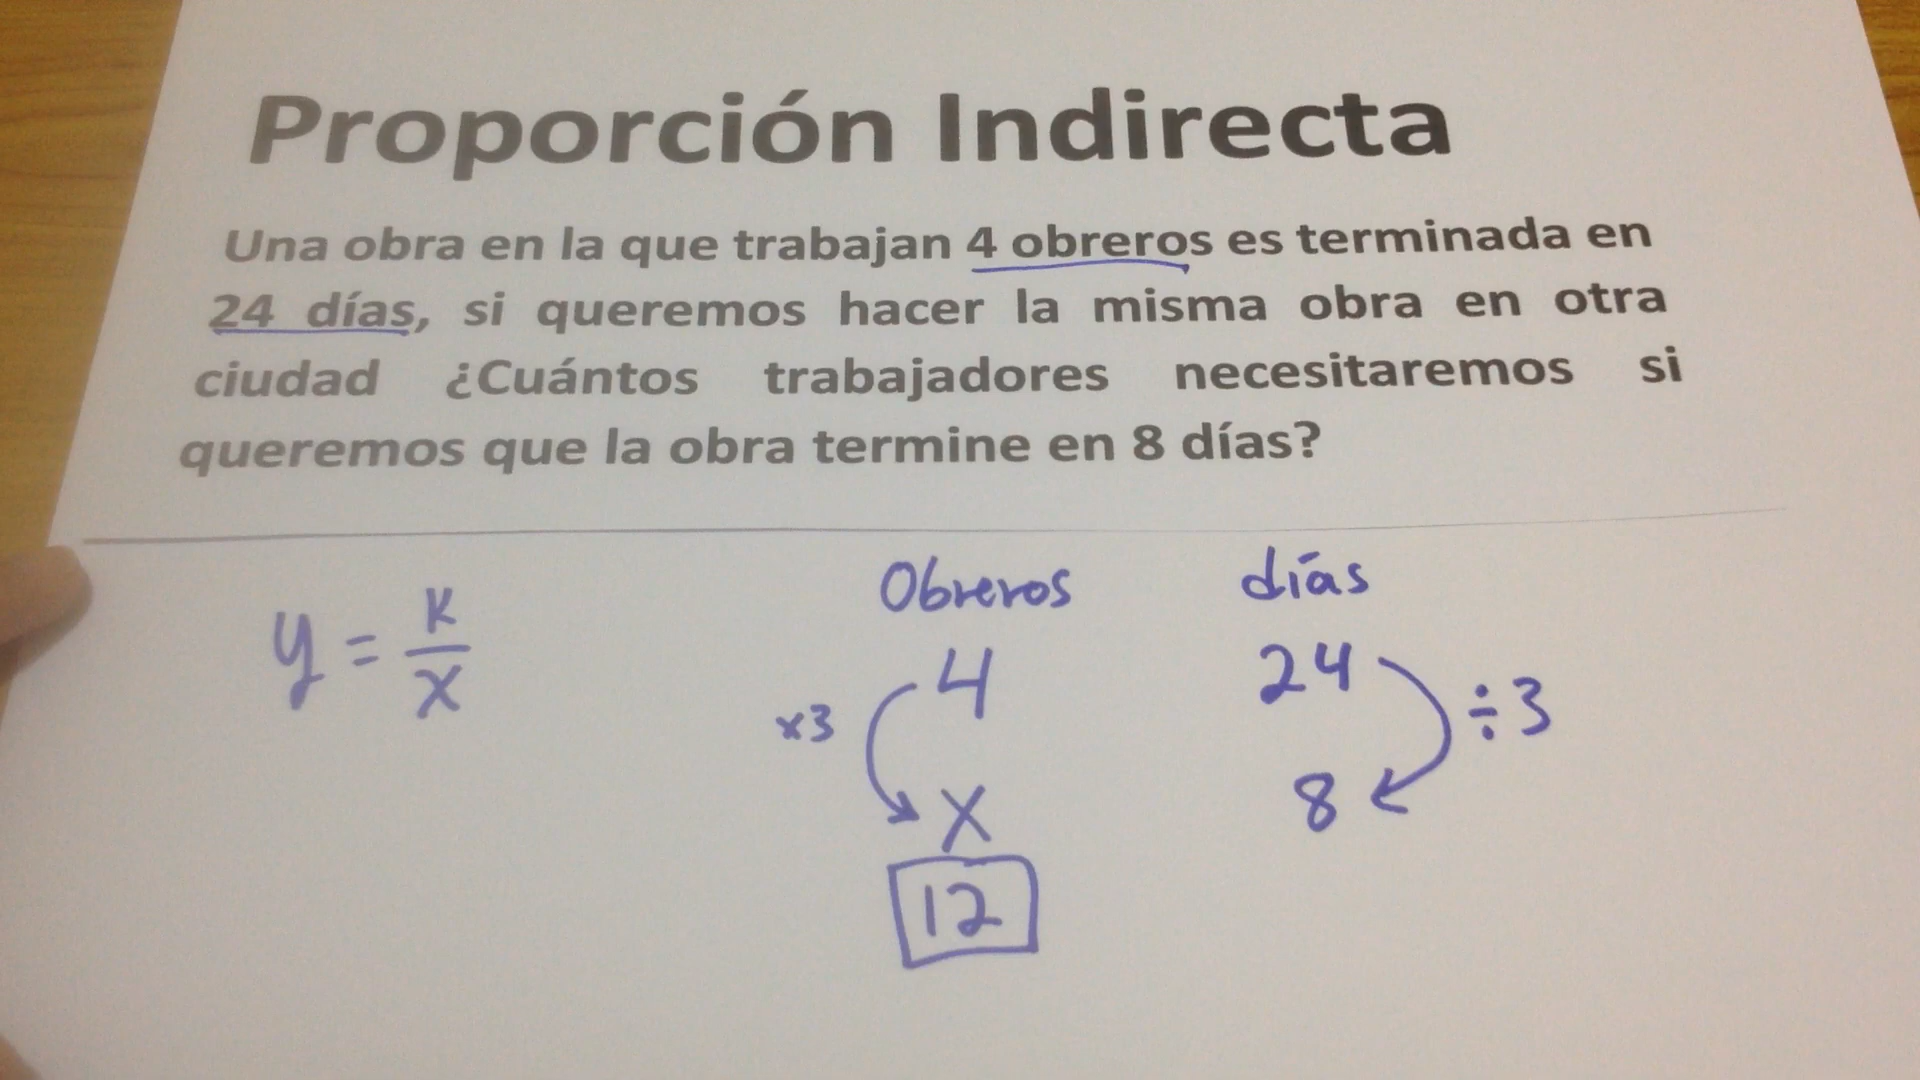 Proporción Indirecta
Una obra en la que trabajan 4 obreros es terminada en
24 días, si queremos hacer la misma obra en otra
ciudad ¿Cuántos trabajadores necesitaremos si
queremos que la obra termine en 8 días?
y = K/X
Obreros días
4 24
x3 ÷3
X 8
12